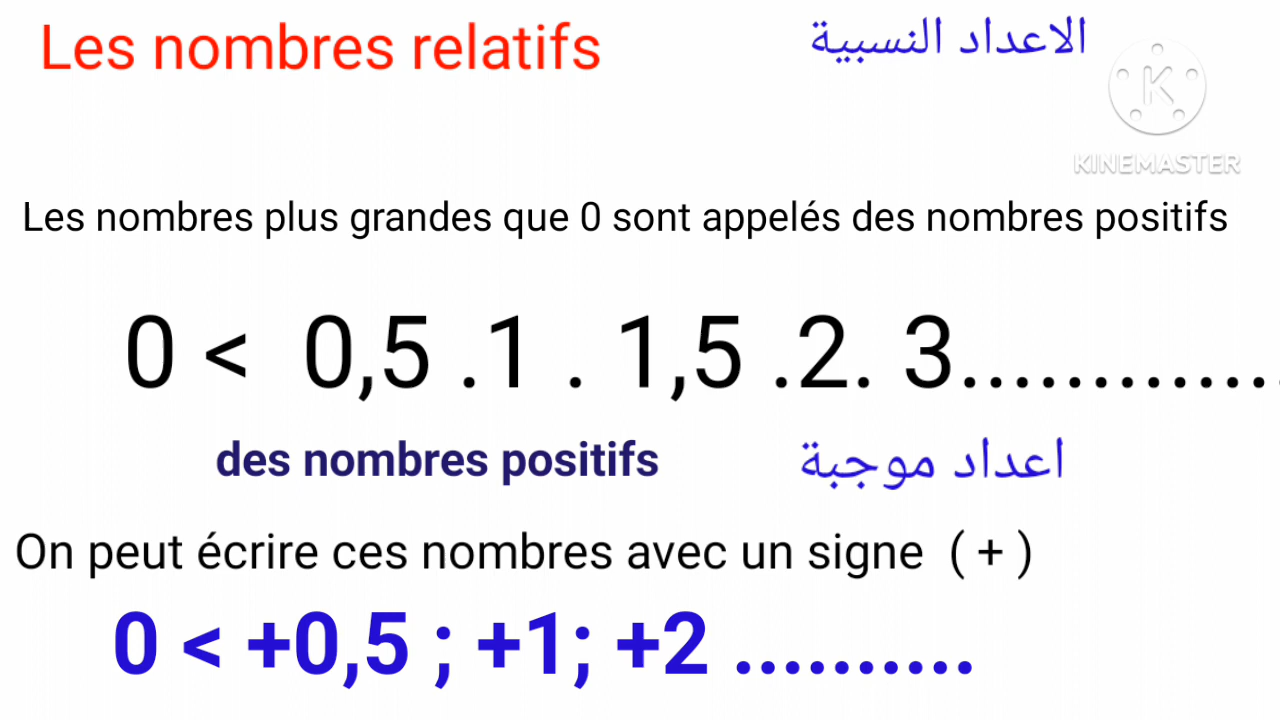 Les nombres relatifs الاعداد النسبية
K
KINEMASTER
Les nombres plus grandes que 0 sont appelés des nombres positifs
0 < 0,5 .1 . 1,5 .2. 3.............
des nombres positifs اعداد موجبة
On peut écrire ces nombres avec un signe ( + )
0 < +0,5 ; +1; +2 ..........